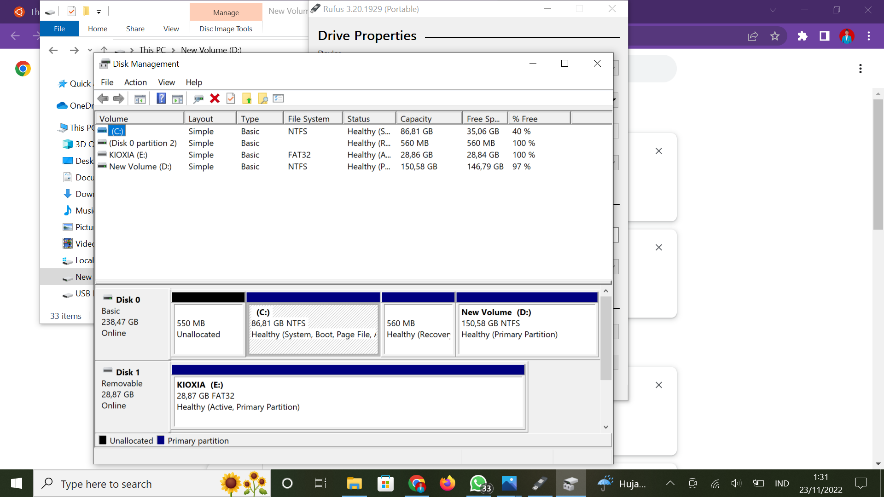 Th
Manage
New Volum
Rufus 3.20.1929 (Portable)
File
Home
Share
View
Disc Image Tools
Drive Properties
This PC
New Volume (D:)
Disk Management
File Action View Help
Quick
OneD
This PC
3D O
Desk
Docu
Down
Music
Pictu
Video
Local
New
USB
33 items
Volume Layout Type File System Status Capacity Free Sp... % Free
(C:) Simple Basic NTFS Healthy (S... 86,81 GB 35,06 GB 40 %
(Disk 0 partition 2) Simple Basic Healthy (R... 560 MB 560 MB 100 %
KIOXIA (E:) Simple Basic FAT32 Healthy (A... 28,86 GB 28,84 GB 100 %
New Volume (D:) Simple Basic NTFS Healthy (P... 150,58 GB 146,79 GB 97 %
Disk 0
Basic
238,47 GB
Online
550 MB
Unallocated
(C:)
86,81 GB NTFS
Healthy (System, Boot, Page File, A
560 MB
Healthy (Recover
New Volume (D:)
150,58 GB NTFS
Healthy (Primary Partition)
Disk 1
Removable
28,87 GB
Online
KIOXIA (E:)
28,87 GB FAT32
Healthy (Active, Primary Partition)
Unallocated Primary partition
Type here to search
33
Huja...
IND
1:31
23/11/2022